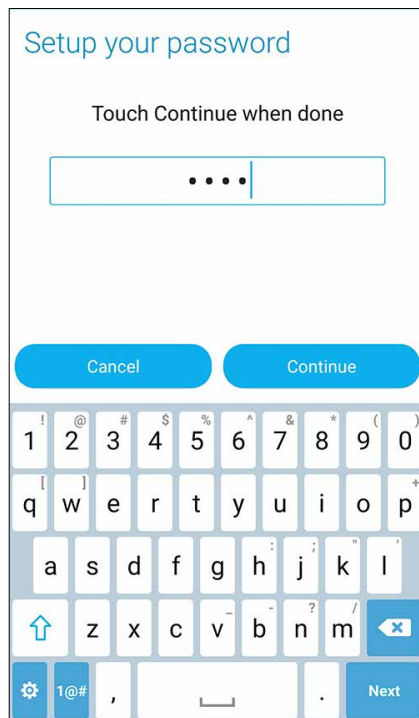 Setup your password
Touch Continue when done
••••
Cancel Continue
! @ # $ % ^ & * ( )
1 2 3 4 5 6 7 8 9 0
[ ] +
q w e r t y u i o p
: ; " '
a s d f g h j k l
_ - ? /
z x c v b n m
1@# , . Next